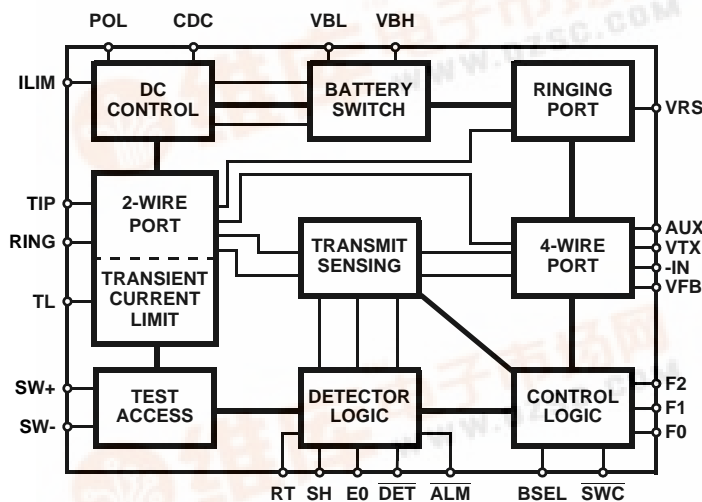 POL CDC VBL VBH
ILIM
DC
CONTROL
BATTERY
SWITCH
RINGING
PORT
VRS
TIP
RING
TL
2-WIRE
PORT
TRANSIENT
CURRENT
LIMIT
TRANSMIT
SENSING
4-WIRE
PORT
AUX
VTX
-IN
VFB
SW+
SW-
TEST
ACCESS
DETECTOR
LOGIC
CONTROL
LOGIC
F2
F1
F0
RT SH E0 DET ALM BSEL SWC